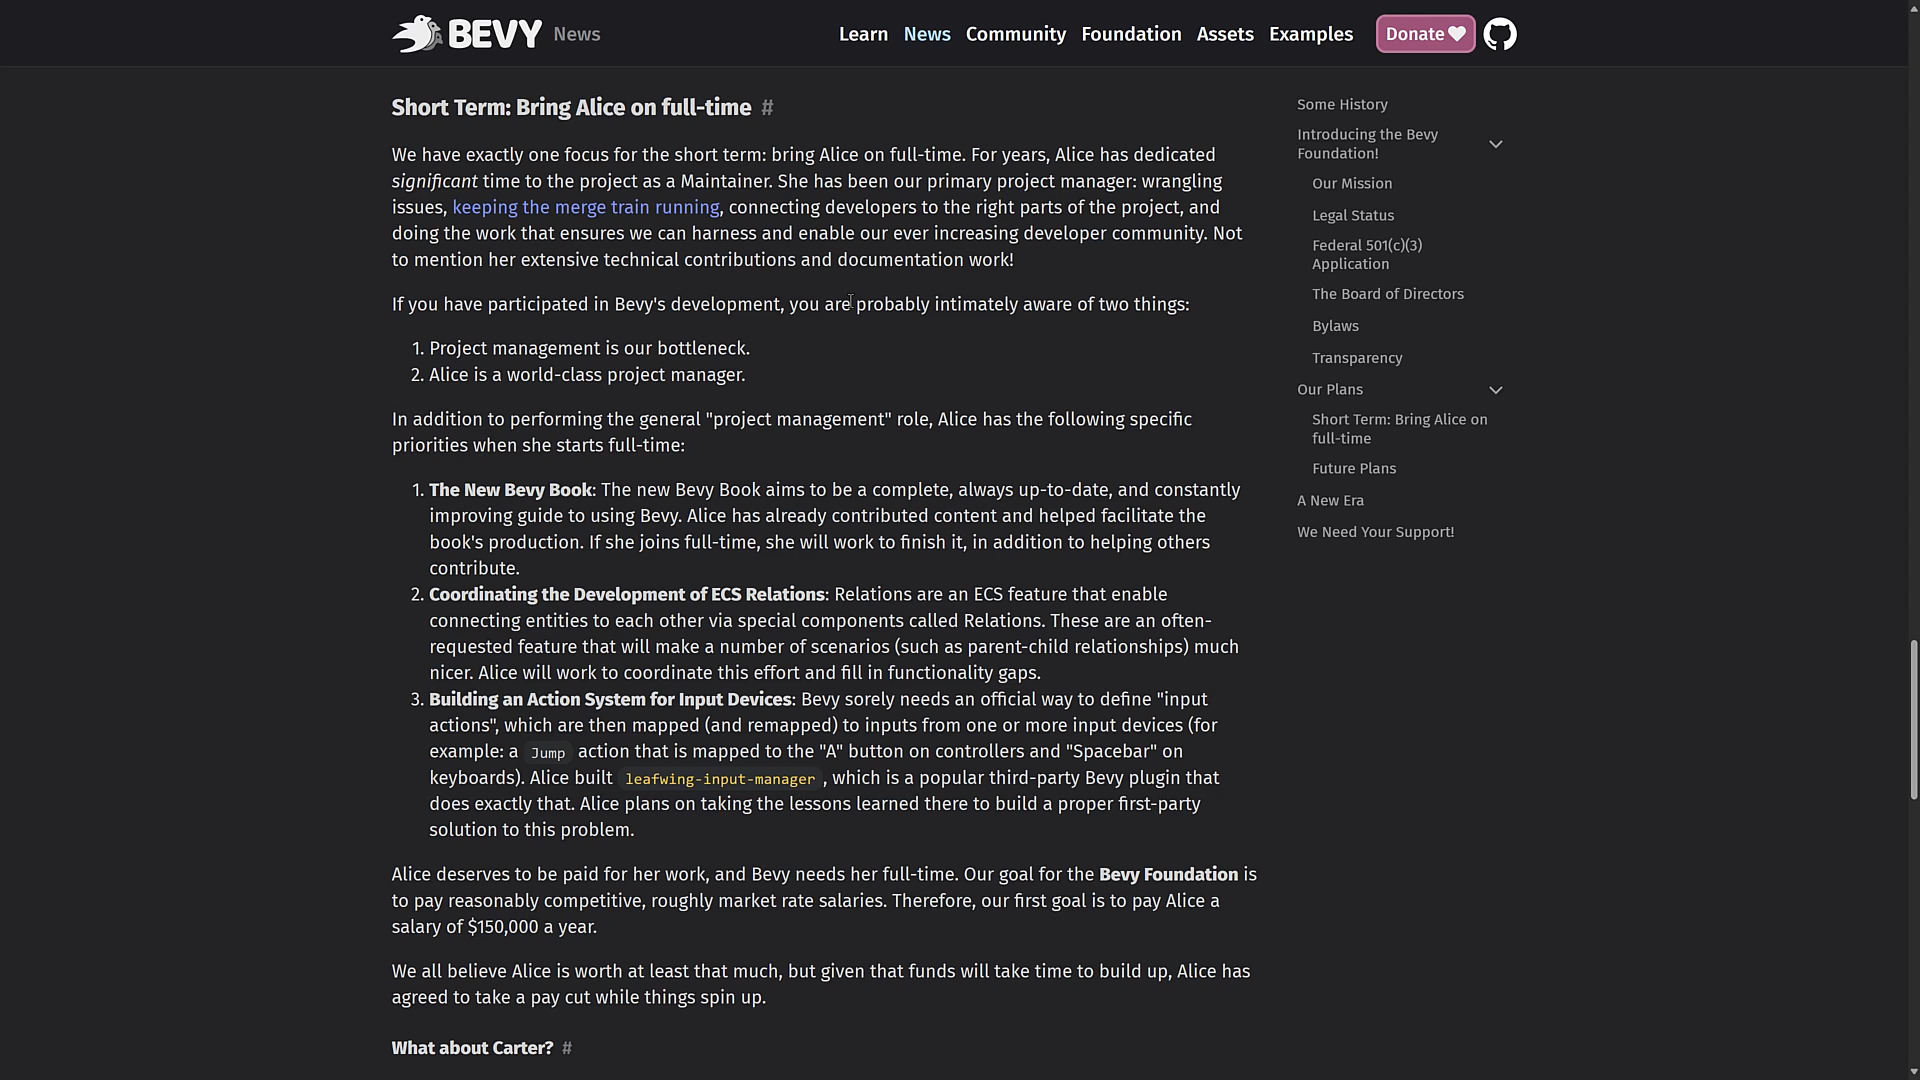 BEVY News
Learn News Community Foundation Assets Examples Donate
Short Term: Bring Alice on full-time #
We have exactly one focus for the short term: bring Alice on full-time. For years, Alice has dedicated
significant time to the project as a Maintainer. She has been our primary project manager: wrangling
issues, keeping the merge train running, connecting developers to the right parts of the project, and
doing the work that ensures we can harness and enable our ever increasing developer community. Not
to mention her extensive technical contributions and documentation work!
If you have participated in Bevy's development, you are probably intimately aware of two things:
1. Project management is our bottleneck.
2. Alice is a world-class project manager.
In addition to performing the general "project management" role, Alice has the following specific
priorities when she starts full-time:
1. The New Bevy Book: The new Bevy Book aims to be a complete, always up-to-date, and constantly
improving guide to using Bevy. Alice has already contributed content and helped facilitate the
book's production. If she joins full-time, she will work to finish it, in addition to helping others
contribute.
2. Coordinating the Development of ECS Relations: Relations are an ECS feature that enable
connecting entities to each other via special components called Relations. These are an often-
requested feature that will make a number of scenarios (such as parent-child relationships) much
nicer. Alice will work to coordinate this effort and fill in functionality gaps.
3. Building an Action System for Input Devices: Bevy sorely needs an official way to define "input
actions", which are then mapped (and remapped) to inputs from one or more input devices (for
example: a Jump action that is mapped to the "A" button on controllers and "Spacebar" on
keyboards). Alice built leafwing-input-manager, which is a popular third-party Bevy plugin that
does exactly that. Alice plans on taking the lessons learned there to build a proper first-party
solution to this problem.
Alice deserves to be paid for her work, and Bevy needs her full-time. Our goal for the Bevy Foundation is
to pay reasonably competitive, roughly market rate salaries. Therefore, our first goal is to pay Alice a
salary of $150,000 a year.
We all believe Alice is worth at least that much, but given that funds will take time to build up, Alice has
agreed to take a pay cut while things spin up.
What about Carter? #
Some History
Introducing the Bevy
Foundation!
Our Mission
Legal Status
Federal 501(c)(3)
Application
The Board of Directors
Bylaws
Transparency
Our Plans
Short Term: Bring Alice on
full-time
Future Plans
A New Era
We Need Your Support!